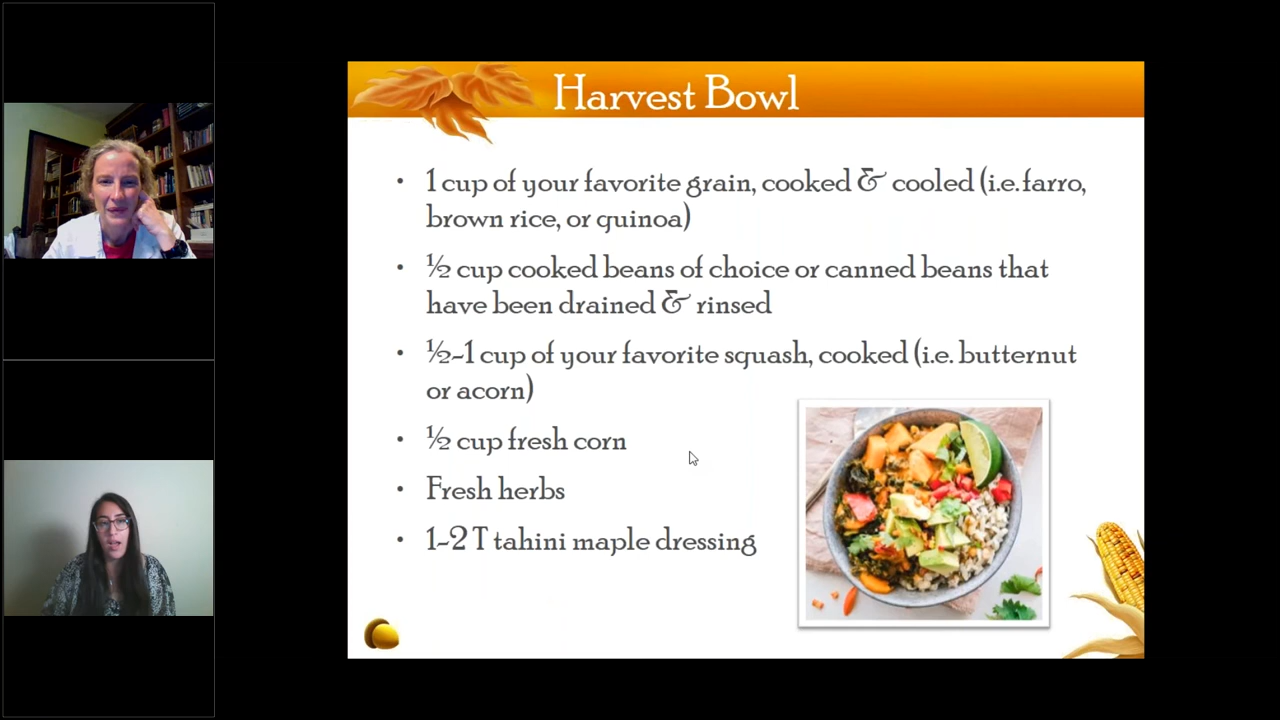 Harvest Bowl
• 1 cup of your favorite grain, cooked & cooled (i.e. farro,
brown rice, or quinoa)
• ½ cup cooked beans of choice or canned beans that
have been drained & rinsed
• ½-1 cup of your favorite squash, cooked (i.e. butternut
or acorn)
• ½ cup fresh corn
• Fresh herbs
• 1-2 T tahini maple dressing